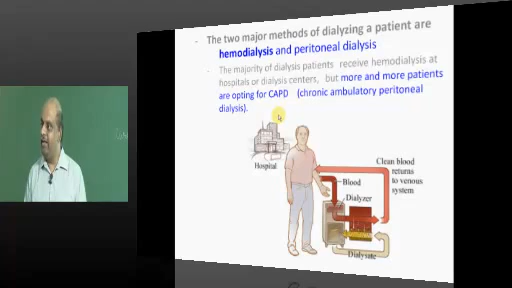 - The two major methods of dialyzing a patient are
hemodialysis and peritoneal dialysis
- The majority of dialysis patients receive hemodialysis at
hospitals or dialysis centers, but more and more patients
are opting for CAPD (chronic ambulatory peritoneal
dialysis).
Hospital
Clean blood
returns
to venous
system
Blood
Dialyzer
Dialysate